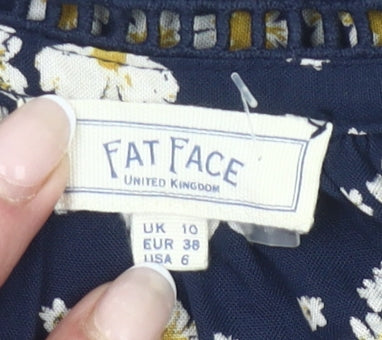 FAT FACE
UNITED KINGDOM
UK 10
EUR 38
USA 6